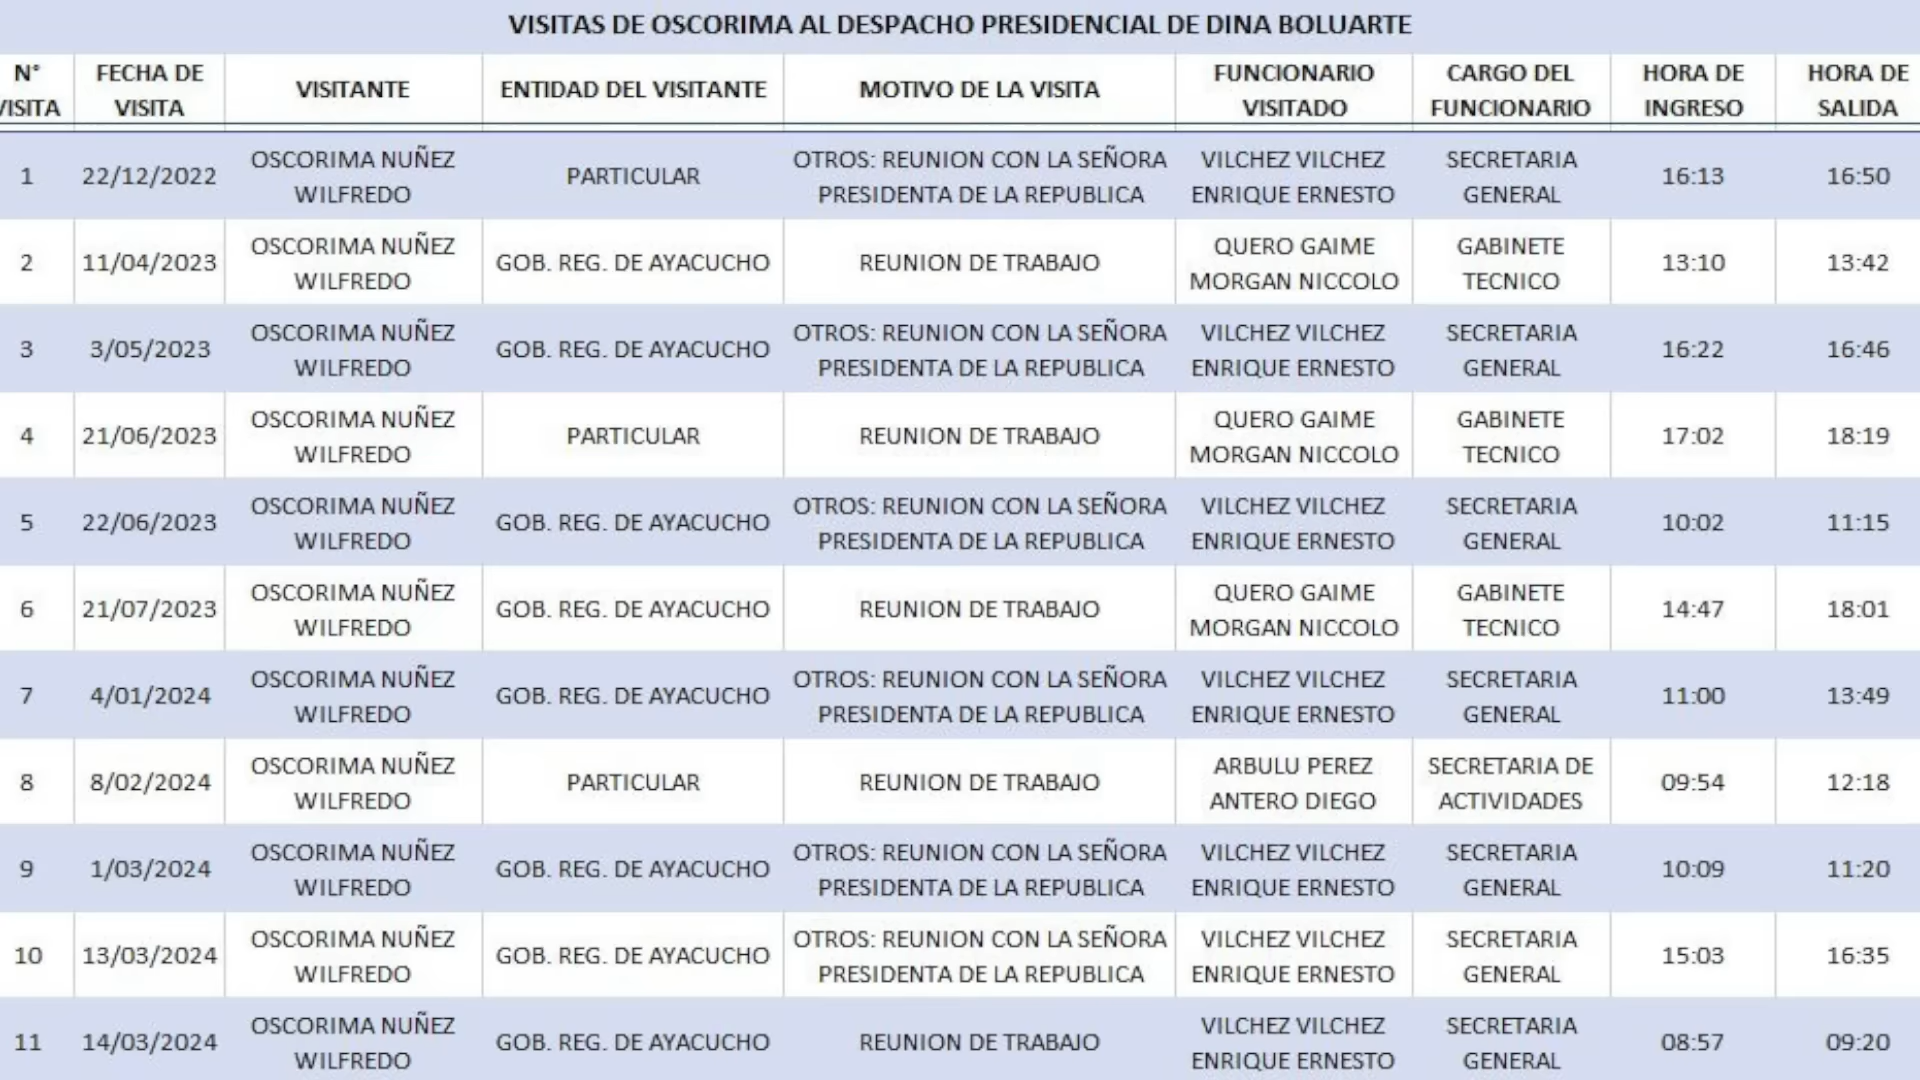 VISITAS DE OSCORIMA AL DESPACHO PRESIDENCIAL DE DINA BOLUARTE
N° VISITA FECHA DE VISITA VISITANTE ENTIDAD DEL VISITANTE MOTIVO DE LA VISITA FUNCIONARIO VISITADO CARGO DEL FUNCIONARIO HORA DE INGRESO HORA DE SALIDA
1 22/12/2022 OSCORIMA NUÑEZ WILFREDO PARTICULAR OTROS: REUNION CON LA SEÑORA PRESIDENTA DE LA REPUBLICA VILCHEZ VILCHEZ ENRIQUE ERNESTO SECRETARIA GENERAL 16:13 16:50
2 11/04/2023 OSCORIMA NUÑEZ WILFREDO GOB. REG. DE AYACUCHO REUNION DE TRABAJO QUERO GAIME MORGAN NICCOLO GABINETE TECNICO 13:10 13:42
3 3/05/2023 OSCORIMA NUÑEZ WILFREDO GOB. REG. DE AYACUCHO OTROS: REUNION CON LA SEÑORA PRESIDENTA DE LA REPUBLICA VILCHEZ VILCHEZ ENRIQUE ERNESTO SECRETARIA GENERAL 16:22 16:46
4 21/06/2023 OSCORIMA NUÑEZ WILFREDO PARTICULAR REUNION DE TRABAJO QUERO GAIME MORGAN NICCOLO GABINETE TECNICO 17:02 18:19
5 22/06/2023 OSCORIMA NUÑEZ WILFREDO GOB. REG. DE AYACUCHO OTROS: REUNION CON LA SEÑORA PRESIDENTA DE LA REPUBLICA VILCHEZ VILCHEZ ENRIQUE ERNESTO SECRETARIA GENERAL 10:02 11:15
6 21/07/2023 OSCORIMA NUÑEZ WILFREDO GOB. REG. DE AYACUCHO REUNION DE TRABAJO QUERO GAIME MORGAN NICCOLO GABINETE TECNICO 14:47 18:01
7 4/01/2024 OSCORIMA NUÑEZ WILFREDO GOB. REG. DE AYACUCHO OTROS: REUNION CON LA SEÑORA PRESIDENTA DE LA REPUBLICA VILCHEZ VILCHEZ ENRIQUE ERNESTO SECRETARIA GENERAL 11:00 13:49
8 8/02/2024 OSCORIMA NUÑEZ WILFREDO PARTICULAR REUNION DE TRABAJO ARBULU PEREZ ANTERO DIEGO SECRETARIA DE ACTIVIDADES 09:54 12:18
9 1/03/2024 OSCORIMA NUÑEZ WILFREDO GOB. REG. DE AYACUCHO OTROS: REUNION CON LA SEÑORA PRESIDENTA DE LA REPUBLICA VILCHEZ VILCHEZ ENRIQUE ERNESTO SECRETARIA GENERAL 10:09 11:20
10 13/03/2024 OSCORIMA NUÑEZ WILFREDO GOB. REG. DE AYACUCHO OTROS: REUNION CON LA SEÑORA PRESIDENTA DE LA REPUBLICA VILCHEZ VILCHEZ ENRIQUE ERNESTO SECRETARIA GENERAL 15:03 16:35
11 14/03/2024 OSCORIMA NUÑEZ WILFREDO GOB. REG. DE AYACUCHO REUNION DE TRABAJO VILCHEZ VILCHEZ ENRIQUE ERNESTO SECRETARIA GENERAL 08:57 09:20